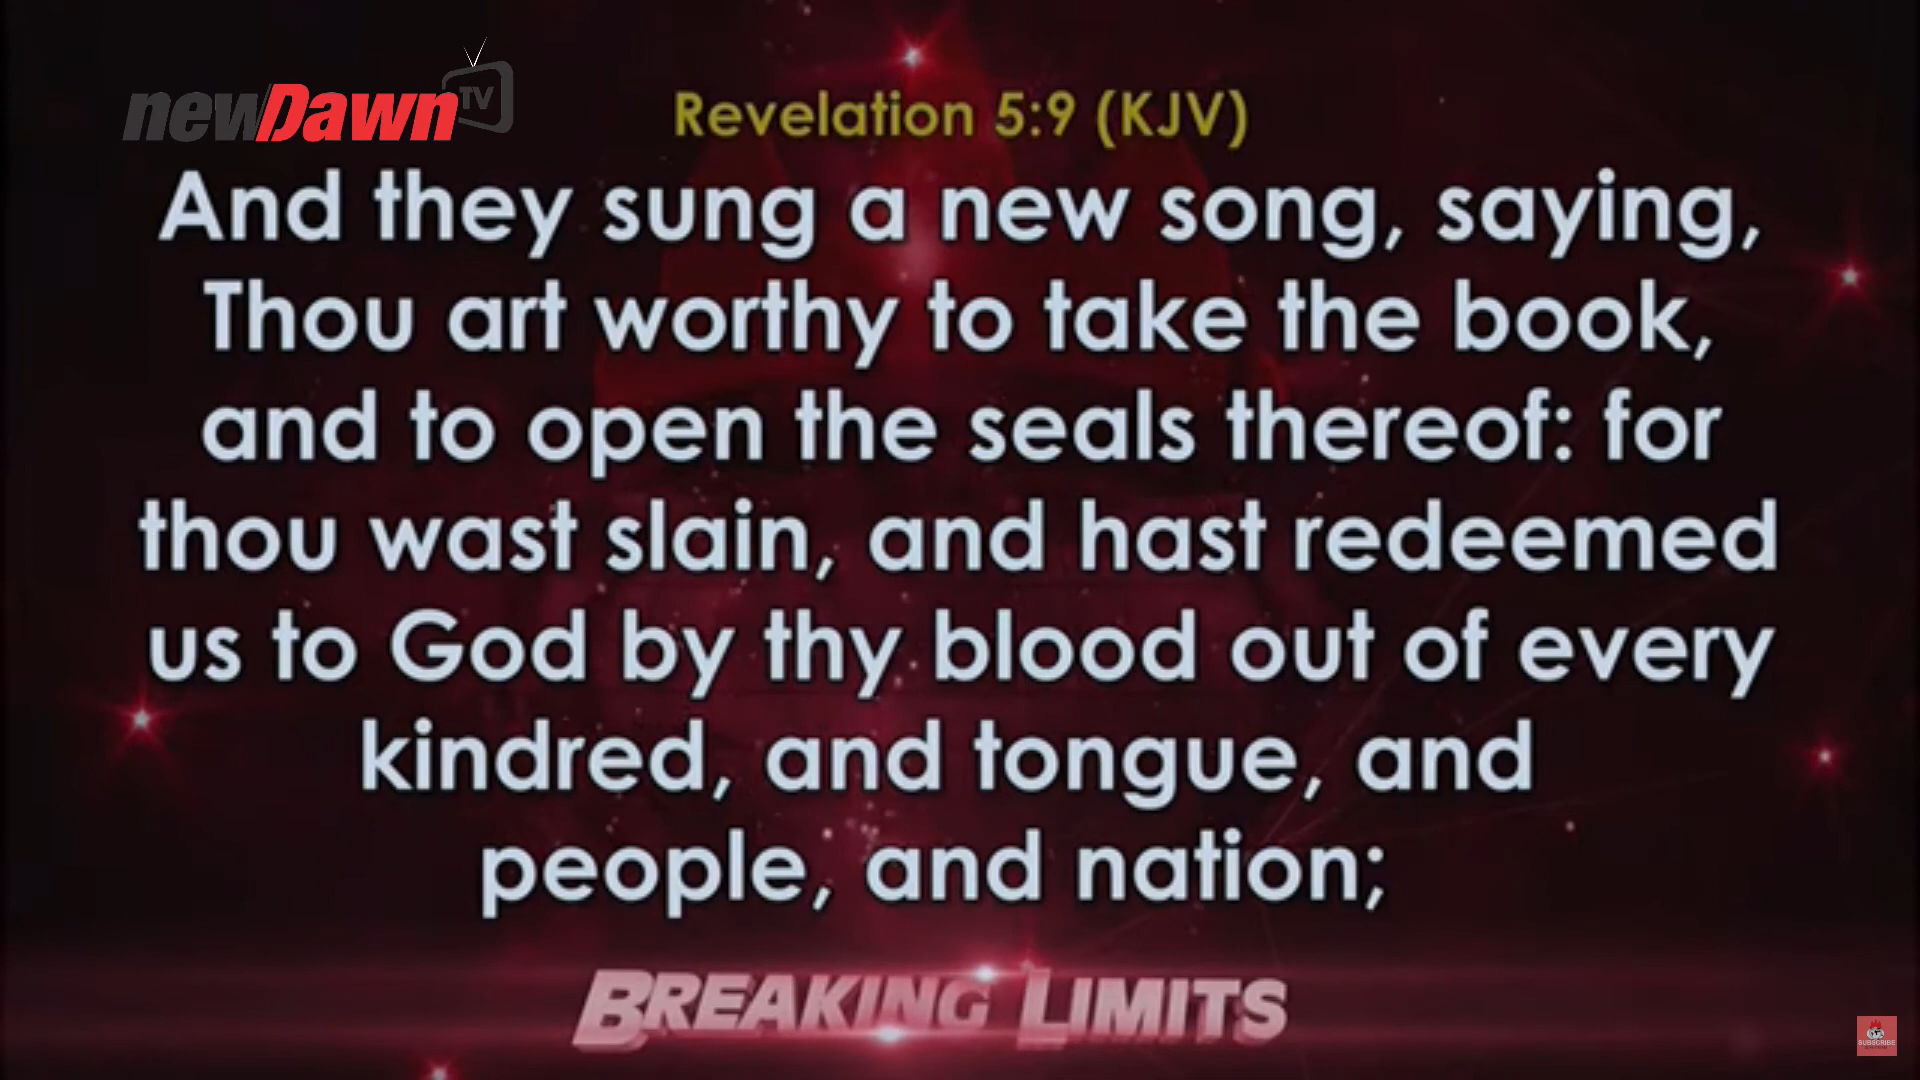 newDawn TV
Revelation 5:9 (KJV)
And they sung a new song, saying,
Thou art worthy to take the book,
and to open the seals thereof: for
thou wast slain, and hast redeemed
us to God by thy blood out of every
kindred, and tongue, and
people, and nation;
BREAKING LIMITS
SUBSCRIBE